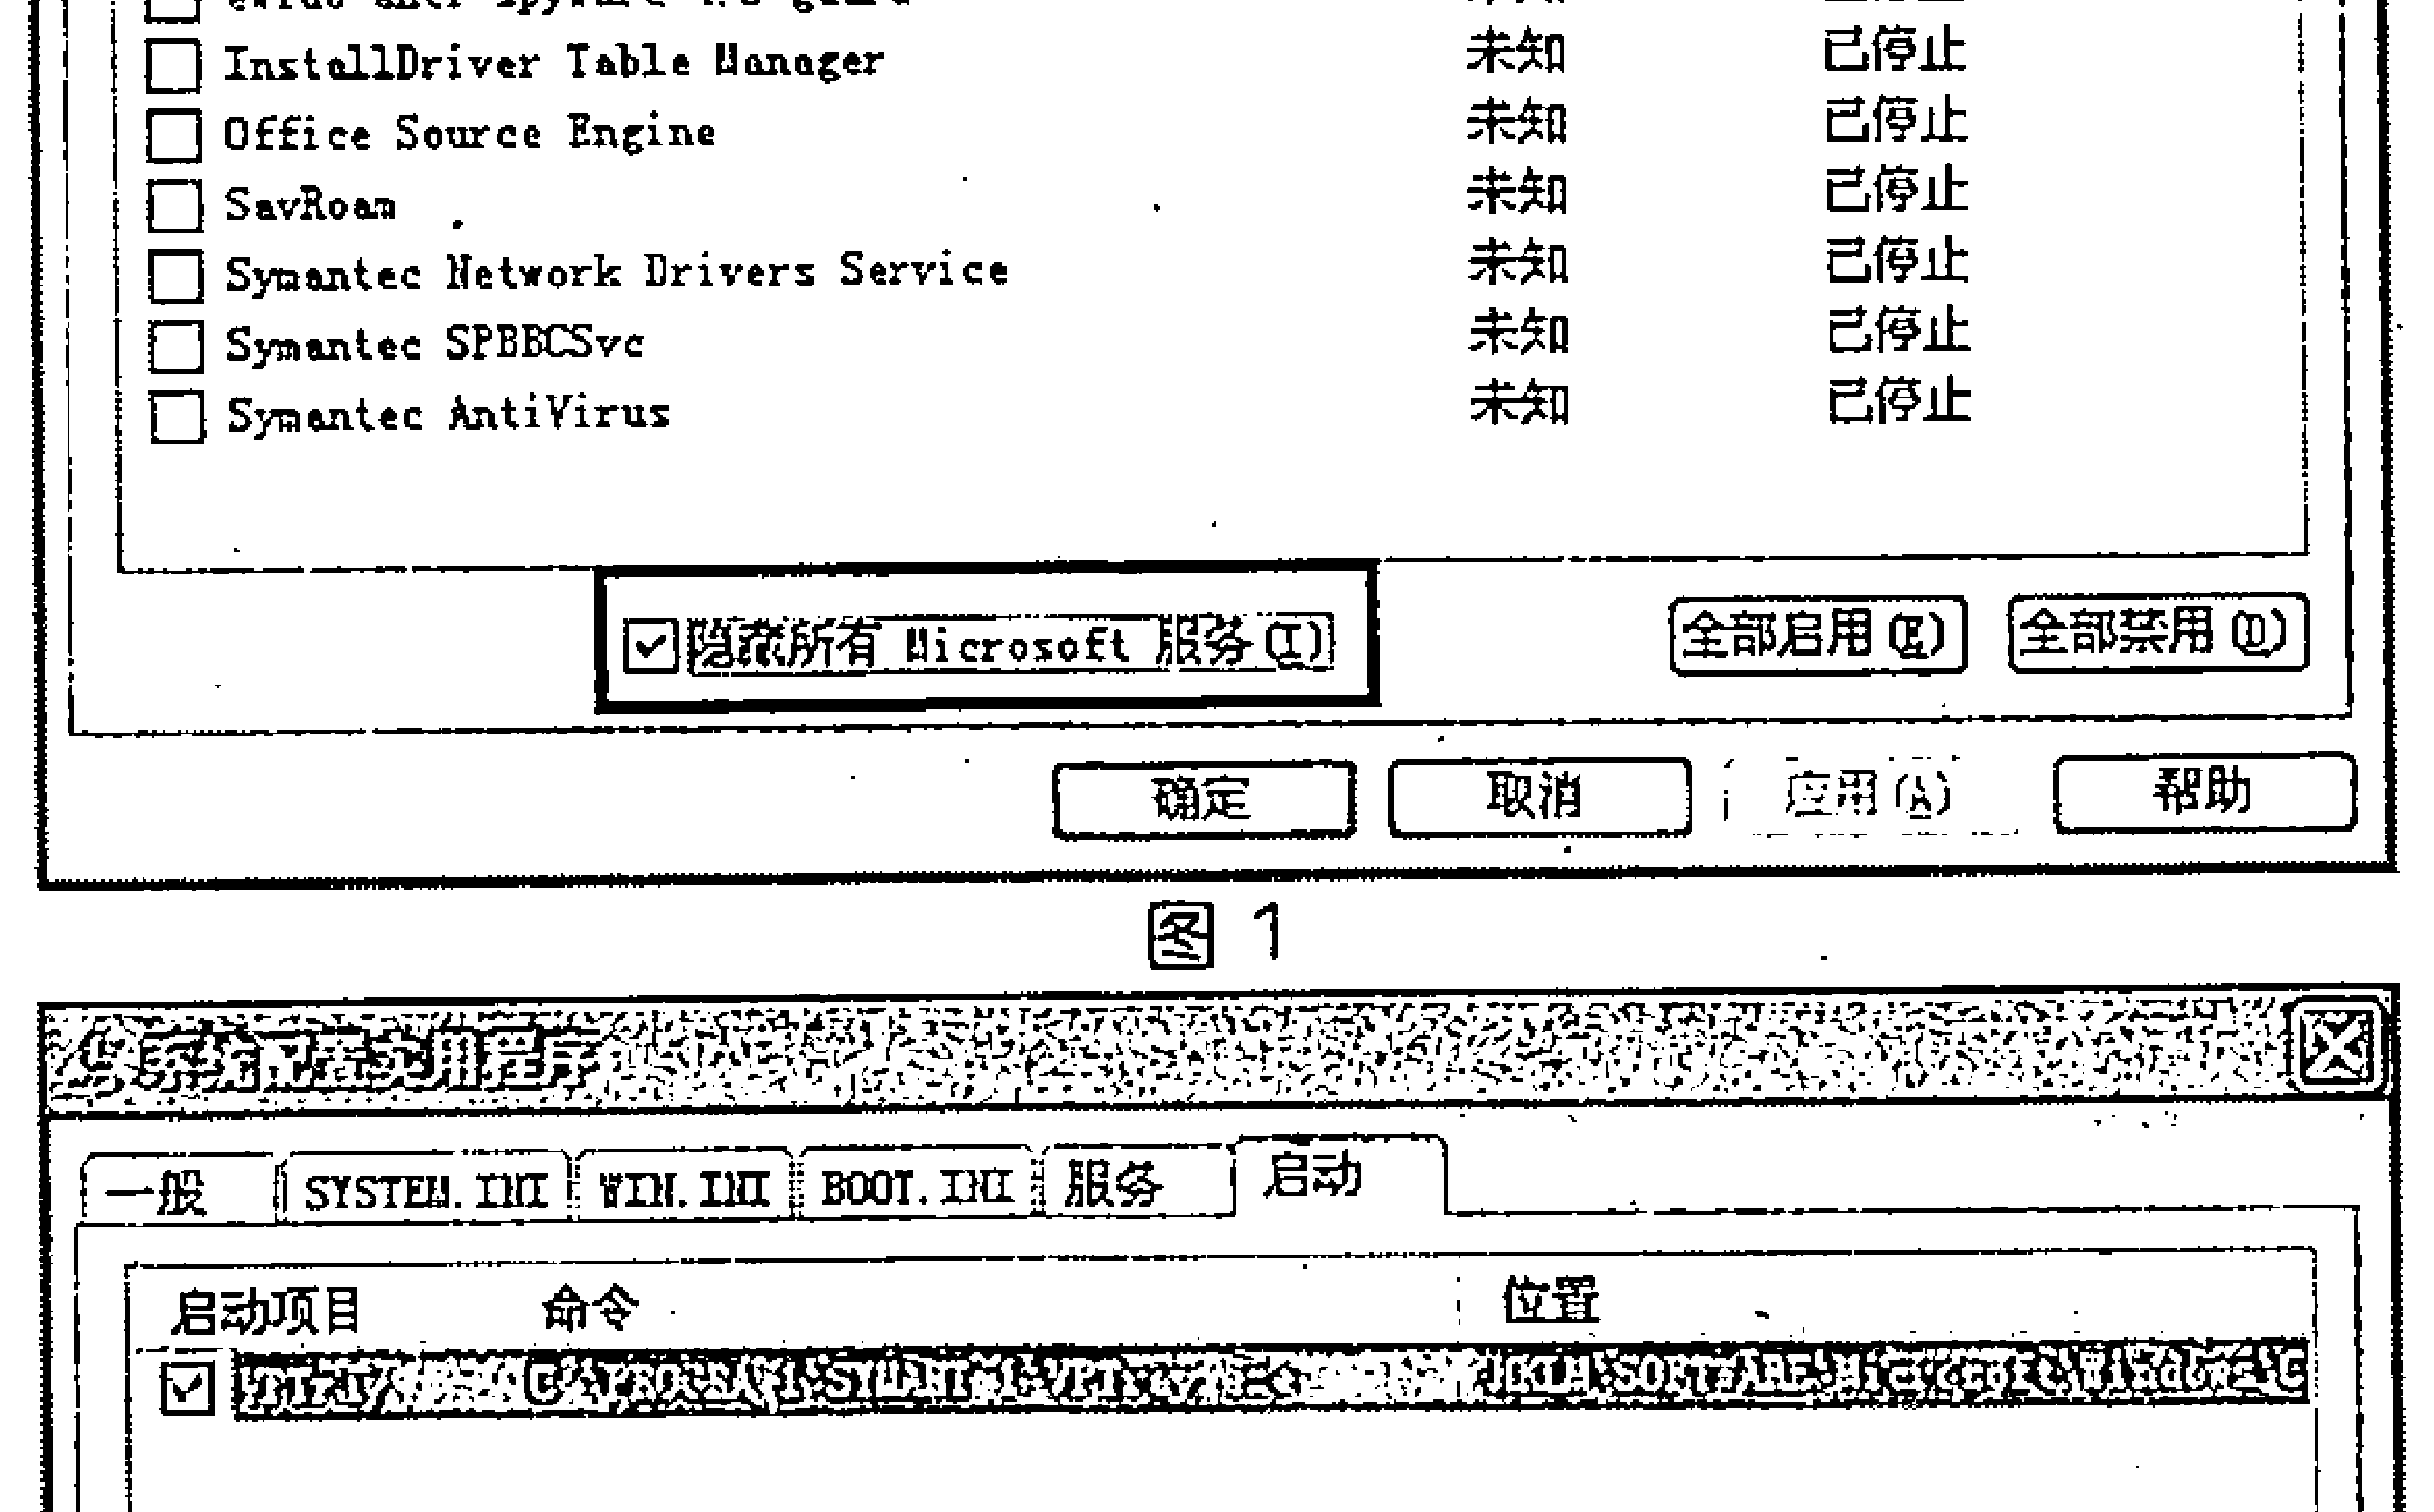 InstallDriver Table Manager 未知 已停止
Office Source Engine 未知 已停止
SavRoam 未知 已停止
Symantec Network Drivers Service 未知 已停止
Symantec SPBBCSvc 未知 已停止
Symantec AntiVirus 未知 已停止
隐藏所有 Microsoft 服务(I) 全部启用(E) 全部禁用(D)
确定 取消 应用(A) 帮助
图 1
系统配置实用程序
一般 SYSTEM.INI WIN.INI BOOT.INI 服务 启动
启动项目 命令 位置